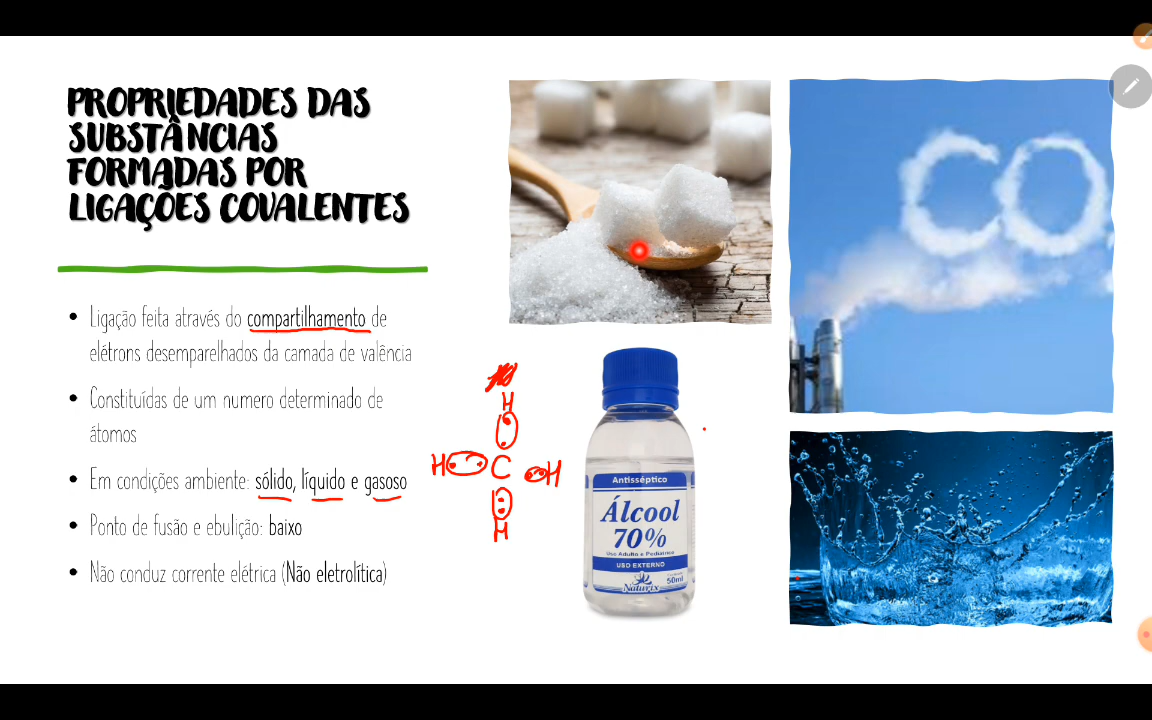 PROPRIEDADES DAS
SUBSTÂNCIAS
FORMADAS POR
LIGAÇÕES COVALENTES
• Ligação feita através do compartilhamento de
elétrons desemparelhados da camada de valência
• Constituídas de um numero determinado de
átomos
• Em condições ambiente: sólido, líquido e gasoso
• Ponto de fusão e ebulição: baixo
• Não conduz corrente elétrica (Não eletrolítica)
H
H C H
H
Antisséptico
Álcool
70%
Uso Adulto e Pediátrico
USO EXTERNO
50ml
CO